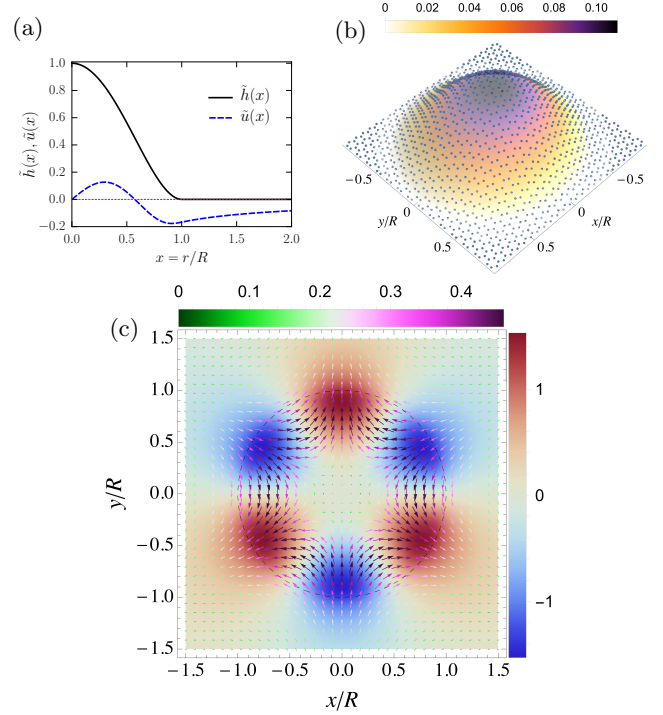 (a)
1.0
0.8
0.6
0.4
0.2
0.0
−0.2
h̃(x), ũ(x)
h̃(x)
ũ(x)
0.0 0.5 1.0 1.5 2.0
x = r/R
(b)
0 0.02 0.04 0.06 0.08 0.10
−0.5 −0.5
0 0
y/R x/R
0.5 0.5
(c)
0 0.1 0.2 0.3 0.4
1.5
1.0
0.5
0.0
−0.5
−1.0
−1.5
y/R
1
0
−1
−1.5 −1.0 −0.5 0.0 0.5 1.0 1.5
x/R